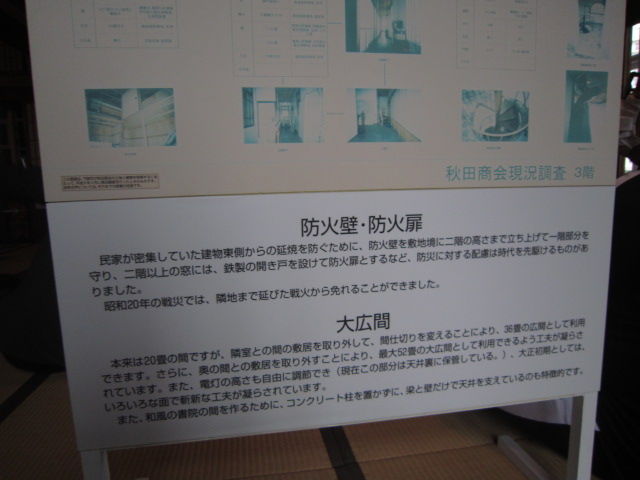 秋田商会現況調査 3階
防火壁・防火扉
民家が密集していた建物東側からの延焼を防ぐために、防火壁を敷地境に二階の高さまで立ち上げて一階部分を
守り、二階以上の窓には、鉄製の開き戸を設けて防火扉とするなど、防災に対する配慮は時代を先駆けるものがあ
りました。
昭和20年の戦災では、隣地まで延びた戦火から免れることができました。
大広間
本来は20畳の間ですが、隣室との間の敷居を取り外して、間仕切りを変えることにより、36畳の広間として利用
できます。さらに、奥の間との敷居を取り外すことにより、最大52畳の大広間として利用できるよう工夫が凝らさ
れています。また、電灯の高さも自由に調節でき（現在この部分は天井裏に保管している。）、大正初期としては、
いろいろな面で斬新な工夫が凝らされています。
また、和風の書院の間を作るために、コンクリート柱を置かずに、梁と壁だけで天井を支えているのも特徴的です。